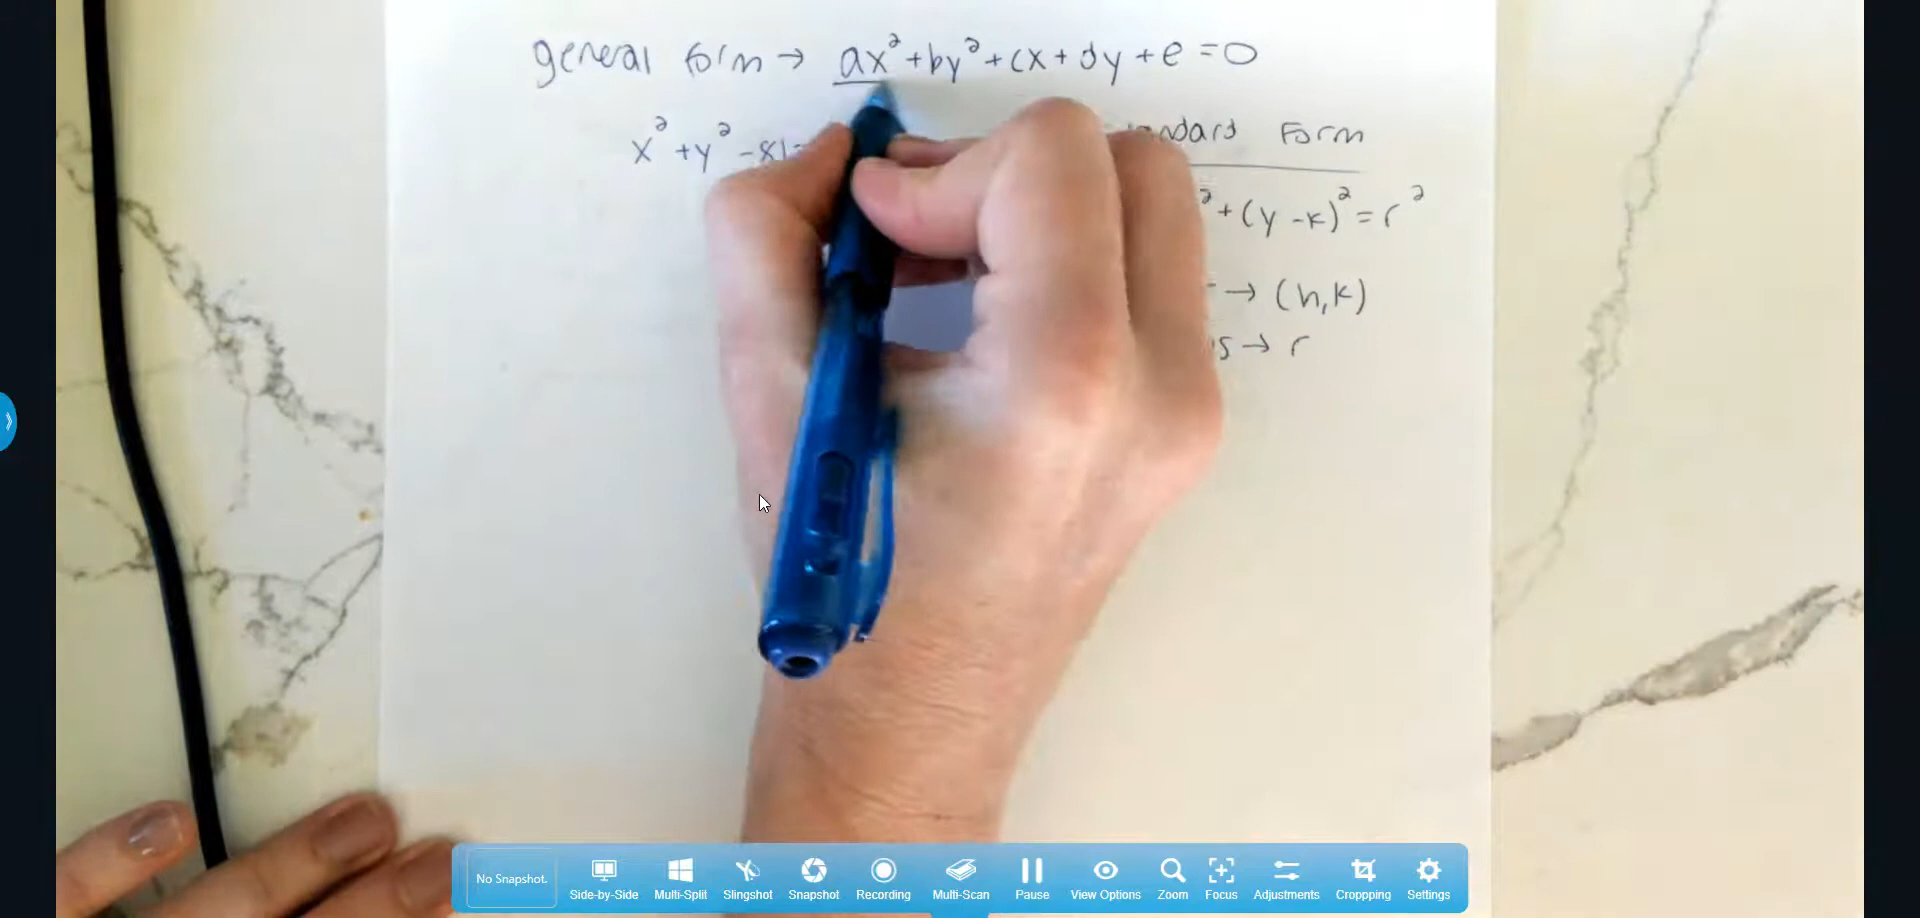 general form → ax² + by² + cx + dy + e = 0
x² + y² - 81
ndard form
² + (y - k)² = r²
→ (h, k)
s → r
No Snapshot.
Side-by-Side
Multi-Split
Slingshot
Snapshot
Recording
Multi-Scan
Pause
View Options
Zoom
Focus
Adjustments
Croppping
Settings